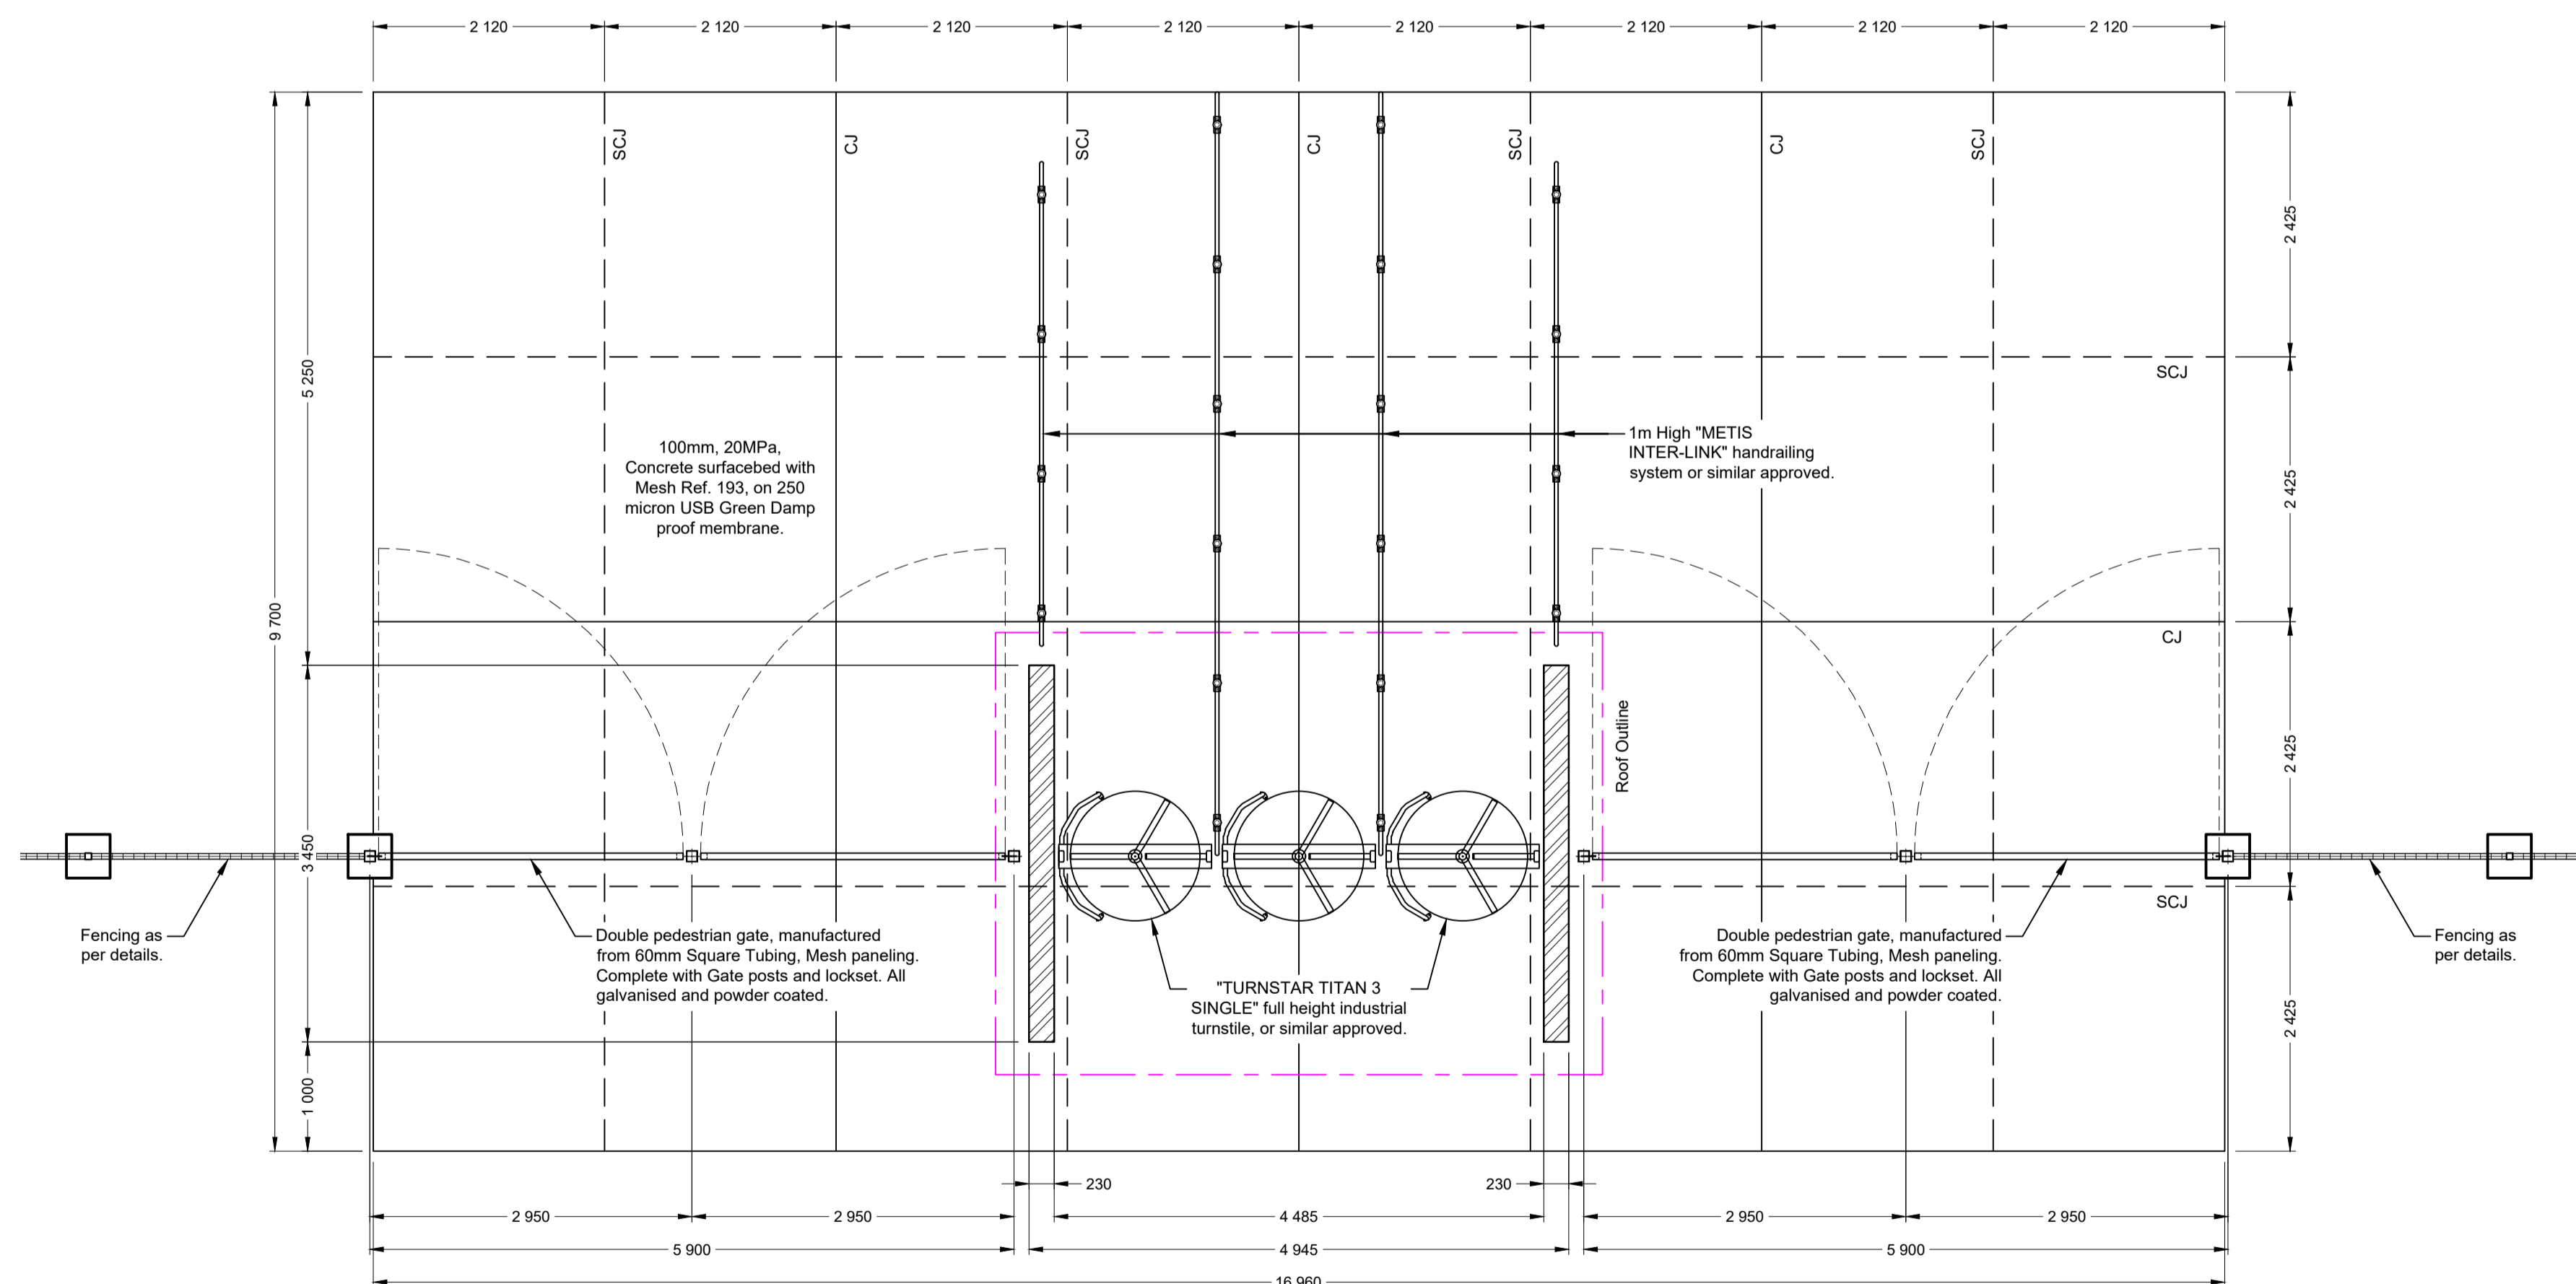 2 120 2 120 2 120 2 120 2 120 2 120 2 120 2 120
SCJ CJ SCJ CJ SCJ CJ SCJ
2 425
SCJ
5 250
1m High "METIS
INTER-LINK" handrailing
system or similar approved.
100mm, 20MPa,
Concrete surfacebed with
Mesh Ref. 193, on 250
micron USB Green Damp
proof membrane.
2 425
9 700
CJ
Roof Outline
2 425
3 450
SCJ
Fencing as
per details.
Double pedestrian gate, manufactured
from 60mm Square Tubing, Mesh paneling.
Complete with Gate posts and lockset. All
galvanised and powder coated.
"TURNSTAR TITAN 3
SINGLE" full height industrial
turnstile, or similar approved.
Double pedestrian gate, manufactured
from 60mm Square Tubing, Mesh paneling.
Complete with Gate posts and lockset. All
galvanised and powder coated.
Fencing as
per details.
2 425
1 000
230 230
2 950 2 950 4 485 2 950 2 950
5 900 4 945 5 900
16 960